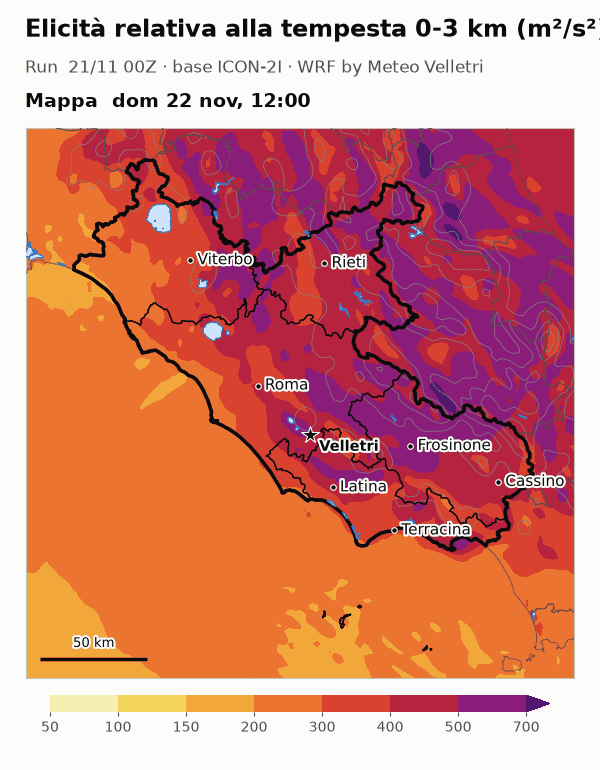 Elicità relativa alla tempesta 0-3 km (m²/s²)
Run 21/11 00Z · base ICON-2I · WRF by Meteo Velletri
Mappa dom 22 nov, 12:00
Viterbo
Rieti
Roma
Velletri
Frosinone
Latina
Cassino
Terracina
50 km
50 100 150 200 300 400 500 700